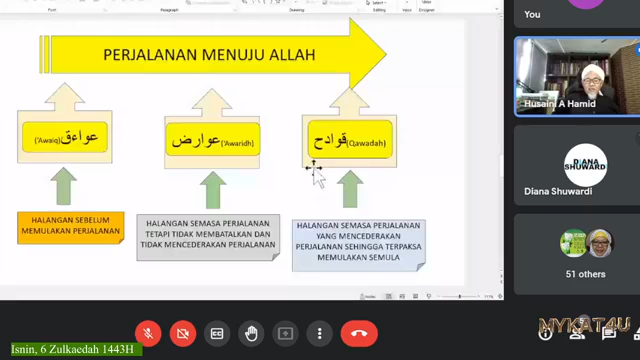 You
PERJALANAN MENUJU ALLAH
Husaini A Hamid
('Awaiq)عواءق
('Awaridh)عوارض
(Qawadah)قوادح
DIANA
SHUWARDI
Diana Shuwardi
HALANGAN SEBELUM
MEMULAKAN PERJALANAN
HALANGAN SEMASA PERJALANAN
TETAPI TIDAK MEMBATALKAN DAN
TIDAK MENCEDERAKAN PERJALANAN
HALANGAN SEMASA PERJALANAN
YANG MENCEDERAKAN
PERJALANAN SEHINGGA TERPAKSA
MEMULAKAN SEMULA
51 others
MYKAT4U
Isnin, 6 Zulkaedah 1443H